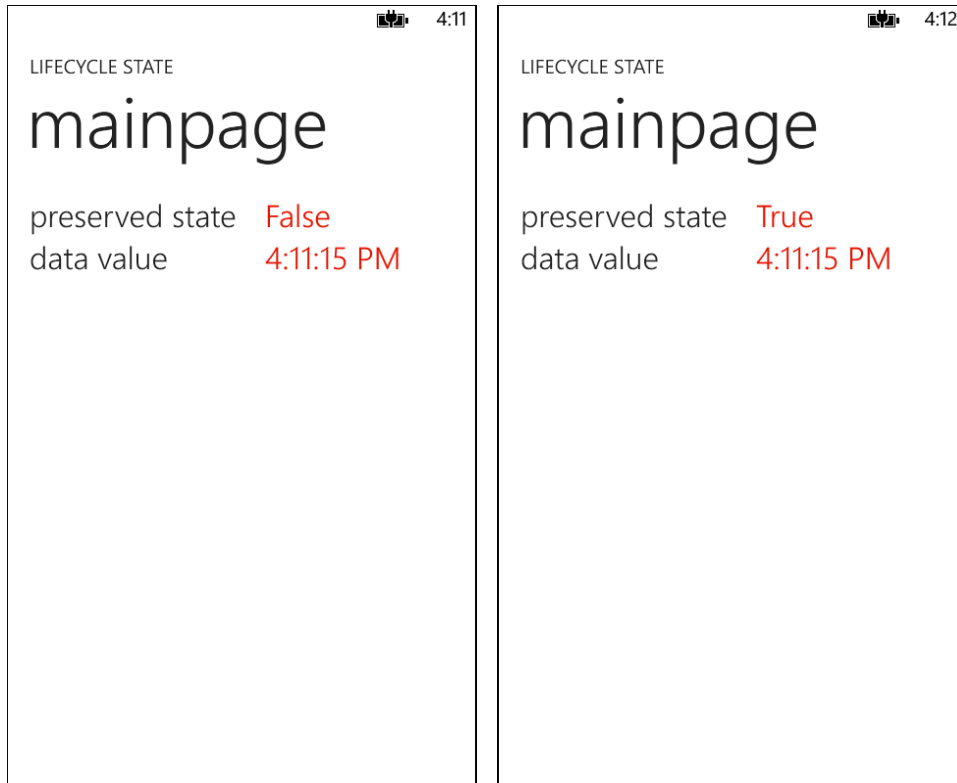 4:11
LIFECYCLE STATE
mainpage
preserved state False
data value 4:11:15 PM
4:12
LIFECYCLE STATE
mainpage
preserved state True
data value 4:11:15 PM